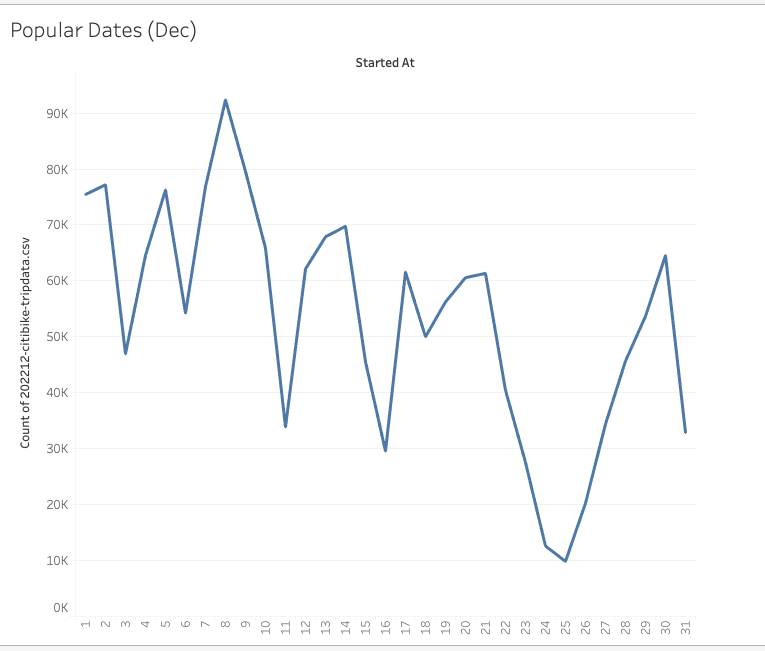 Popular Dates (Dec)
Started At
Count of 202212-citibike-tripdata.csv
90K
80K
70K
60K
50K
40K
30K
20K
10K
0K
1 2 3 4 5 6 7 8 9 10 11 12 13 14 15 16 17 18 19 20 21 22 23 24 25 26 27 28 29 30 31